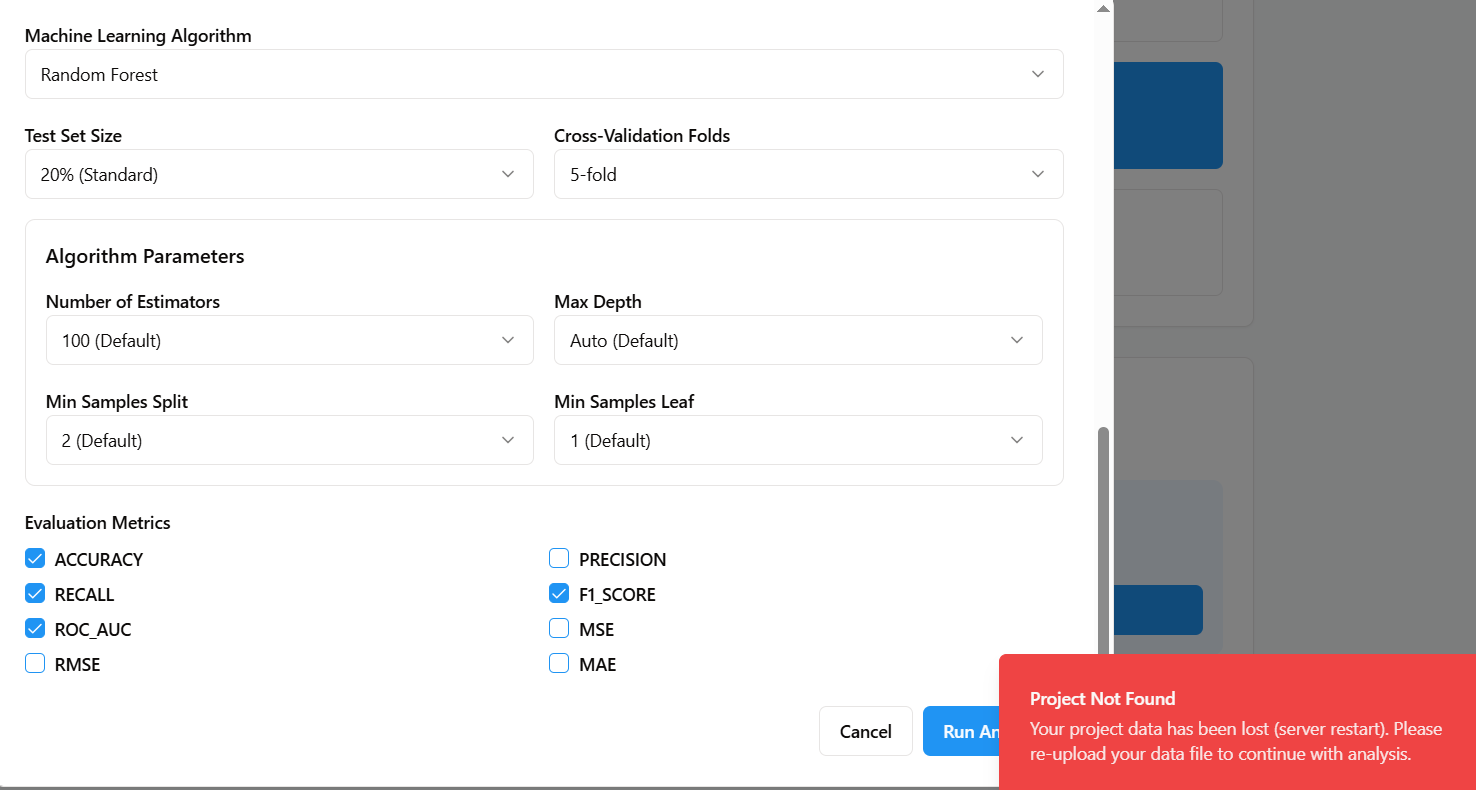 Machine Learning Algorithm
Random Forest
Test Set Size
Cross-Validation Folds
20% (Standard)
5-fold
Algorithm Parameters
Number of Estimators
Max Depth
100 (Default)
Auto (Default)
Min Samples Split
Min Samples Leaf
2 (Default)
1 (Default)
Evaluation Metrics
ACCURACY
PRECISION
RECALL
F1_SCORE
ROC_AUC
MSE
RMSE
MAE
Cancel
Run An
Project Not Found
Your project data has been lost (server restart). Please
re-upload your data file to continue with analysis.